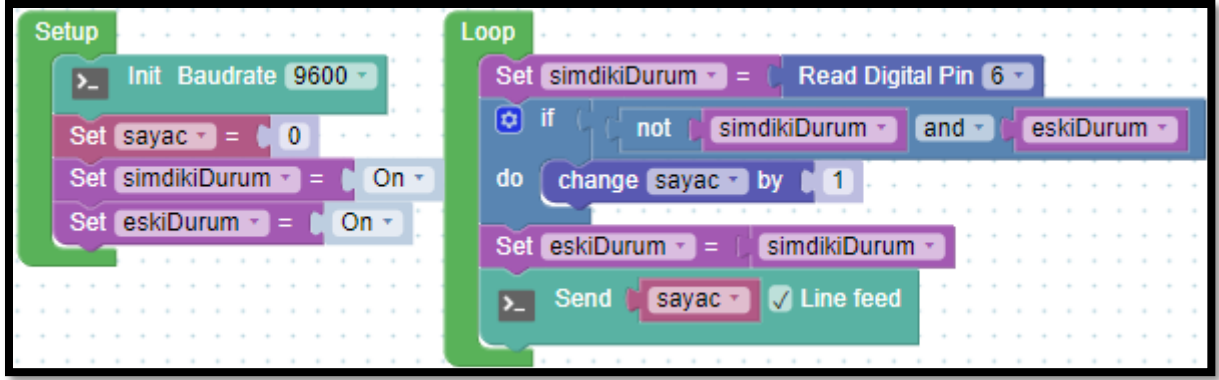 Setup
>_ Init Baudrate 9600
Set sayac = 0
Set simdikiDurum = On
Set eskiDurum = On
Loop
Set simdikiDurum = Read Digital Pin 6
if not simdikiDurum and eskiDurum
do change sayac by 1
Set eskiDurum = simdikiDurum
>_ Send sayac ✓ Line feed